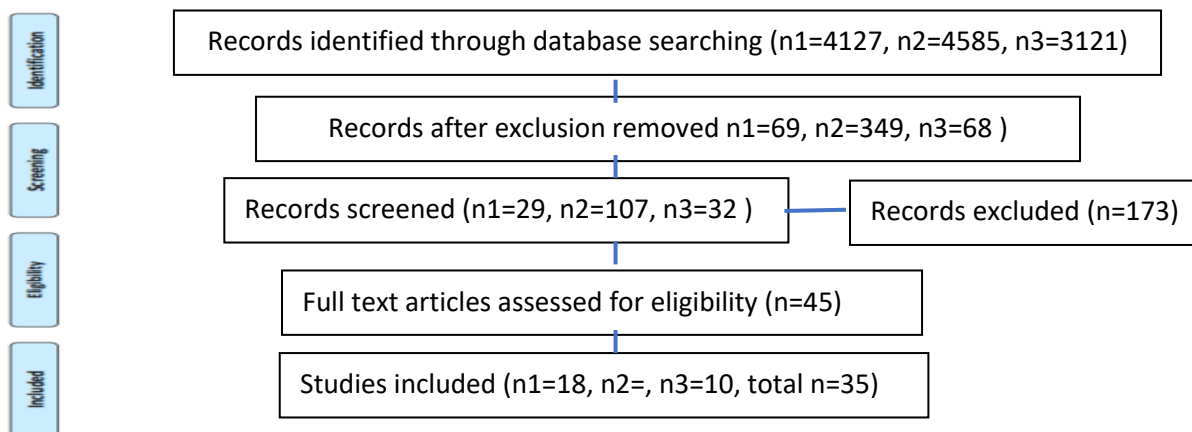 Identification
Records identified through database searching (n1=4127, n2=4585, n3=3121)
Records after exclusion removed n1=69, n2=349, n3=68 )
Screening
Records screened (n1=29, n2=107, n3=32 )
Records excluded (n=173)
Eligibility
Full text articles assessed for eligibility (n=45)
Included
Studies included (n1=18, n2=, n3=10, total n=35)